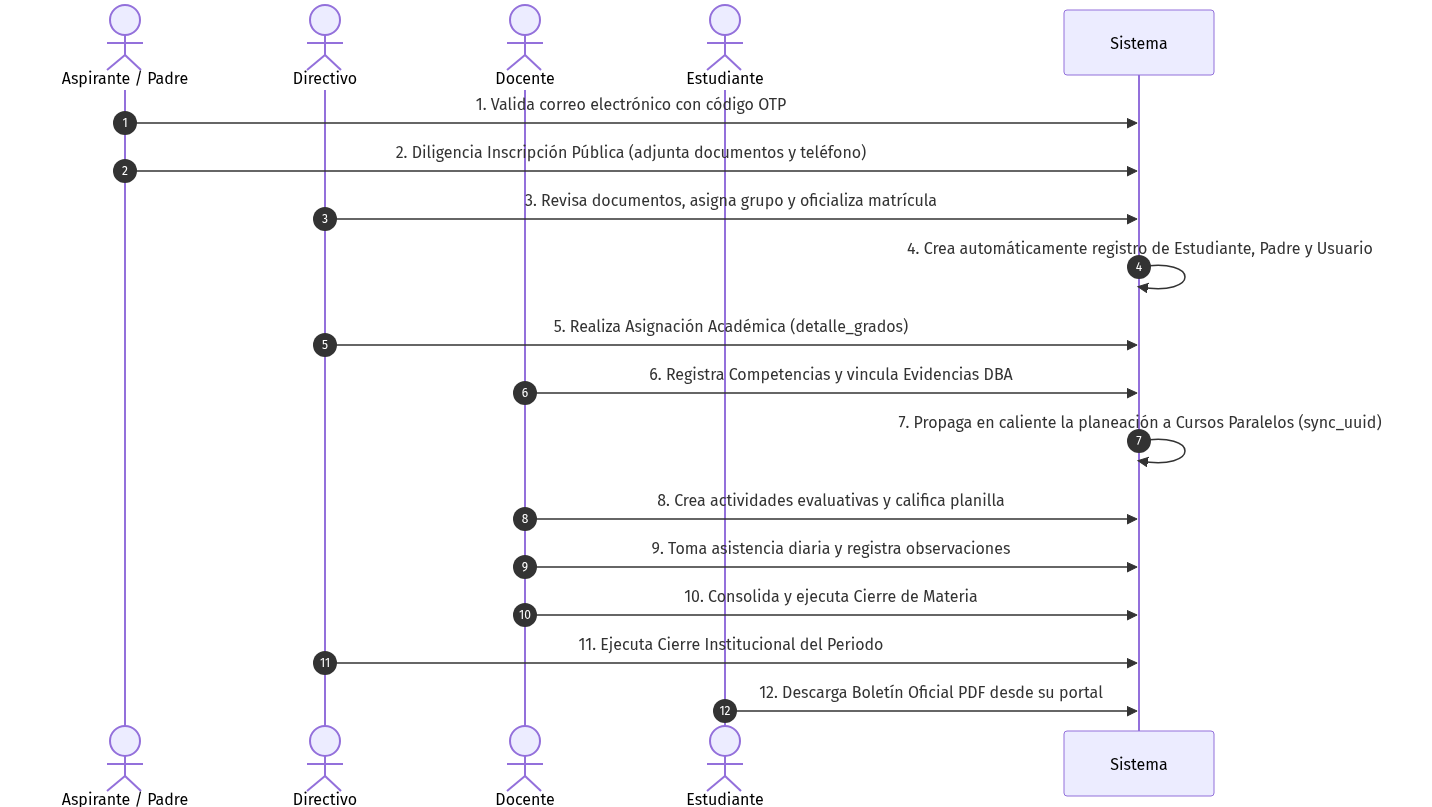 Aspirante / Padre
Directivo
Docente
Estudiante
Sistema
1. Valida correo electrónico con código OTP
1
2. Diligencia Inscripción Pública (adjunta documentos y teléfono)
2
3. Revisa documentos, asigna grupo y oficializa matrícula
3
4. Crea automáticamente registro de Estudiante, Padre y Usuario
4
5. Realiza Asignación Académica (detalle_grados)
5
6. Registra Competencias y vincula Evidencias DBA
6
7. Propaga en caliente la planeación a Cursos Paralelos (sync_uuid)
7
8. Crea actividades evaluativas y califica planilla
8
9. Toma asistencia diaria y registra observaciones
9
10. Consolida y ejecuta Cierre de Materia
10
11. Ejecuta Cierre Institucional del Periodo
11
12. Descarga Boletín Oficial PDF desde su portal
12
Aspirante / Padre
Directivo
Docente
Estudiante
Sistema